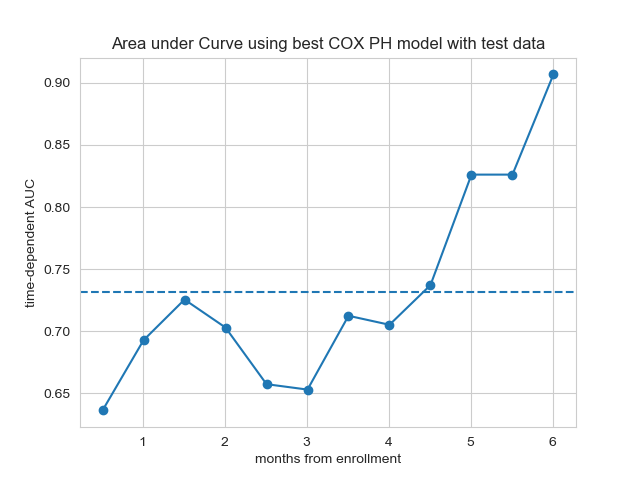 Area under Curve using best COX PH model with test data
0.90
0.85
0.80
0.75
0.70
0.65
time-dependent AUC
1 2 3 4 5 6
months from enrollment